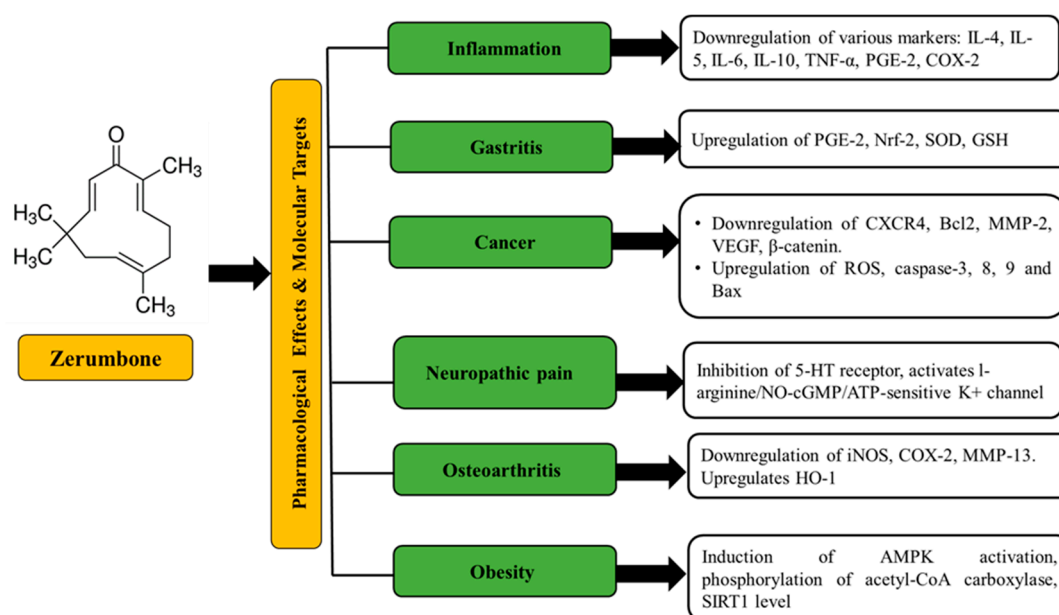 O
CH3
H3C
H3C
CH3
Zerumbone
Pharmacological Effects & Molecular Targets
Inflammation
Downregulation of various markers: IL-4, IL-
5, IL-6, IL-10, TNF-α, PGE-2, COX-2
Gastritis
Upregulation of PGE-2, Nrf-2, SOD, GSH
Cancer
• Downregulation of CXCR4, Bcl2, MMP-2,
VEGF, β-catenin.
• Upregulation of ROS, caspase-3, 8, 9 and
Bax
Neuropathic pain
Inhibition of 5-HT receptor, activates l-
arginine/NO-cGMP/ATP-sensitive K+ channel
Osteoarthritis
Downregulation of iNOS, COX-2, MMP-13.
Upregulates HO-1
Obesity
Induction of AMPK activation,
phosphorylation of acetyl-CoA carboxylase,
SIRT1 level